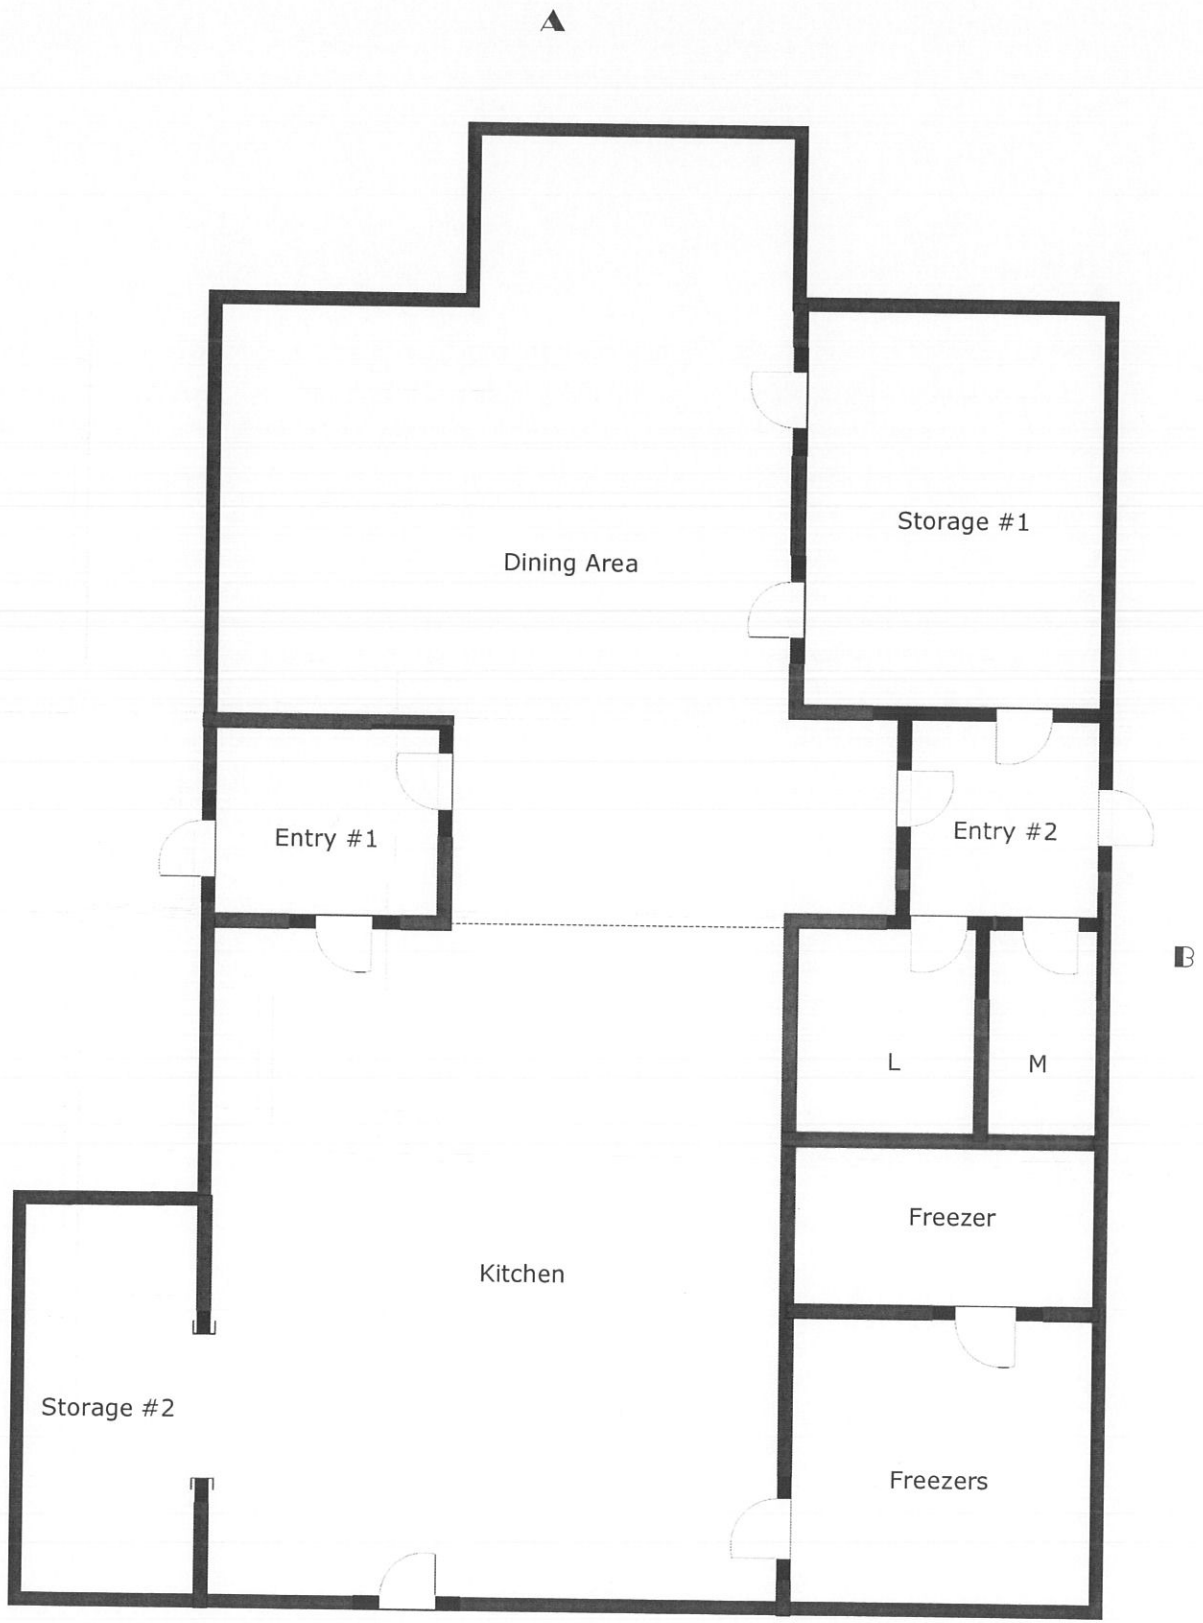 A
Storage #1
Dining Area
Entry #1
Entry #2
B
L
M
Freezer
Kitchen
Storage #2
Freezers